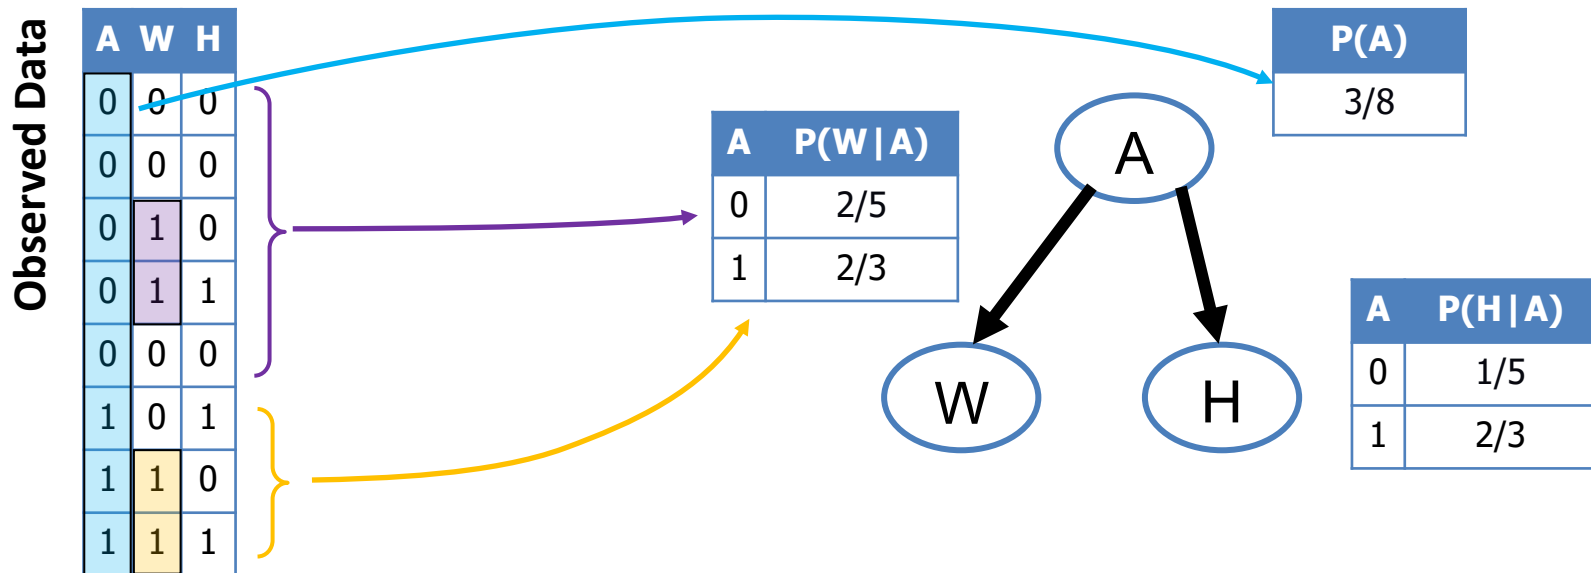 Observed Data
A W H
0 0 0
0 0 0
0 1 0
0 1 1
0 0 0
1 0 1
1 1 0
1 1 1
A P(W|A)
0 2/5
1 2/3
A
W
H
P(A)
3/8
A P(H|A)
0 1/5
1 2/3